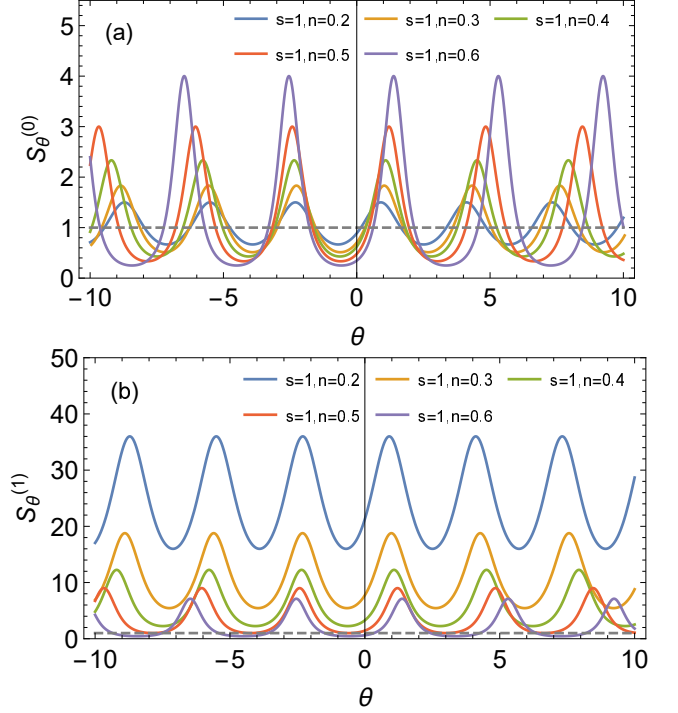 (a)
s=1,n=0.2 s=1,n=0.3 s=1,n=0.4
s=1,n=0.5 s=1,n=0.6
5
4
3
2
1
0
S_θ^(0)
−10 −5 0 5 10
θ
(b)
s=1,n=0.2 s=1,n=0.3 s=1,n=0.4
s=1,n=0.5 s=1,n=0.6
50
40
30
20
10
0
S_θ^(1)
−10 −5 0 5 10
θ